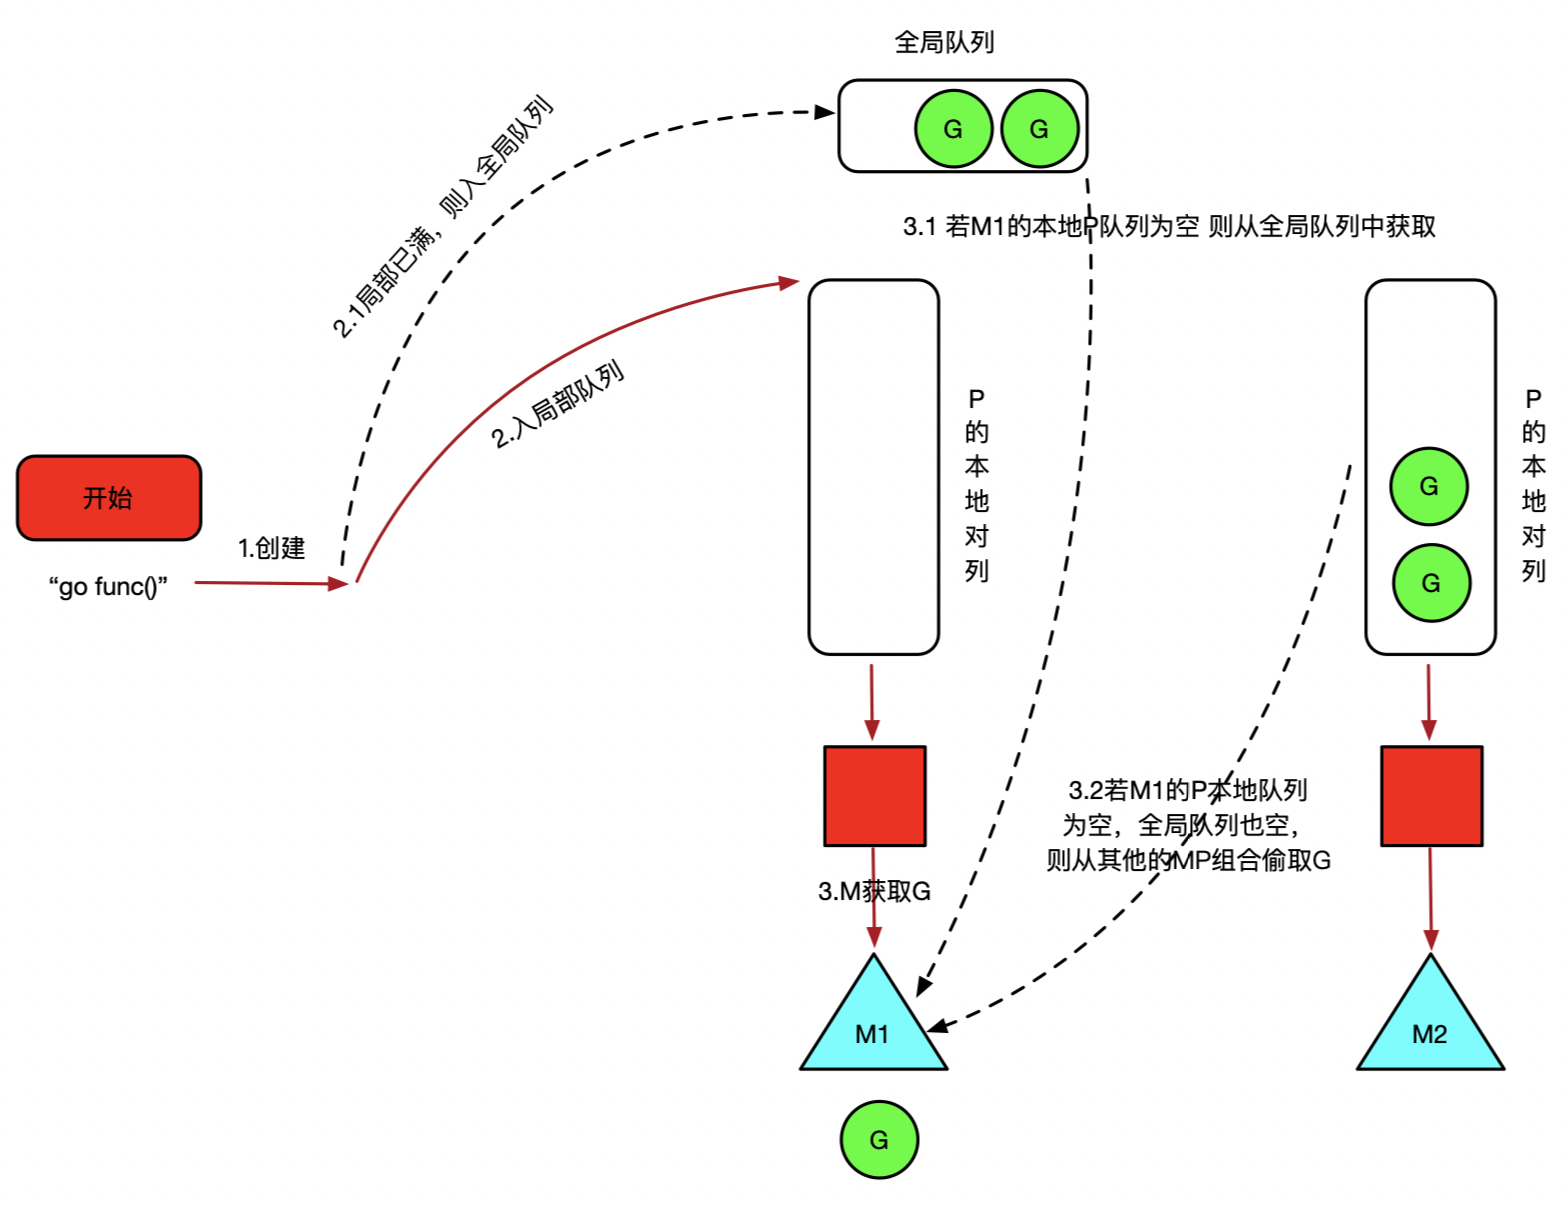 全局队列
G
G
2.1局部已满，则入全局队列
3.1 若M1的本地P队列为空 则从全局队列中获取
2.入局部队列
P
的
本
地
对
列
P
的
本
地
对
列
开始
1.创建
“go func()”
G
G
3.2若M1的P本地队列
为空，全局队列也空，
则从其他的MP组合偷取G
3.M获取G
M1
M2
G